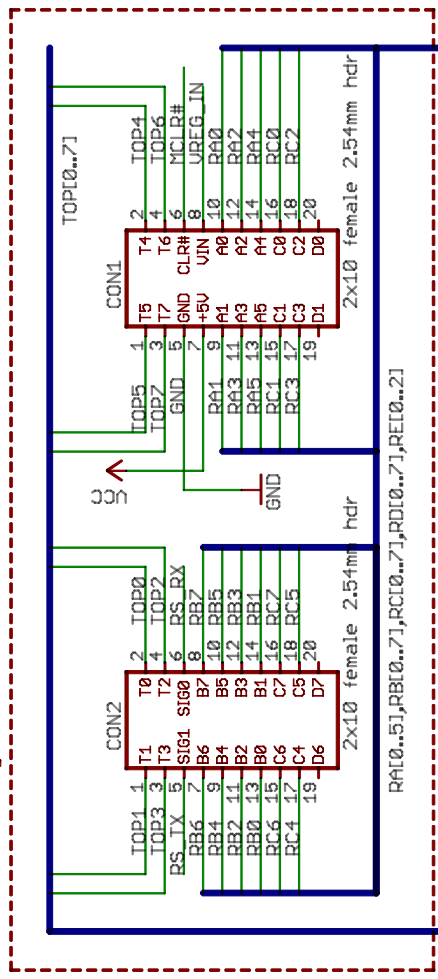 TOP[0..7]
CON1
TOP4
TOP6
MCLR#
VREG_IN
RA0
RA2
RA4
RC0
RC2
2
4
6
8
10
12
14
16
18
20
T4
T6
CLR#
VIN
A0
A2
A4
C0
C2
D0
T5
T7
GND
+5V
A1
A3
A5
C1
C3
D1
1
3
5
7
9
11
13
15
17
19
TOP5
TOP7
GND
RA1
RA3
RA5
RC1
RC3
2x10 female 2.54mm hdr
VCC
GND
CON2
TOP0
TOP2
RS_RX
RB7
RB5
RB3
RB1
RC7
RC5
2
4
6
8
10
12
14
16
18
20
T0
T2
SIG0
B7
B5
B3
B1
C7
C5
D7
T1
T3
SIG1
B6
B4
B2
B0
C6
C4
D6
1
3
5
7
9
11
13
15
17
19
TOP1
TOP3
RS_TX
RB6
RB4
RB2
RB0
RC6
RC4
2x10 female 2.54mm hdr
RA[0..5],RB[0..7],RC[0..7],RD[0..7],RE[0..2]